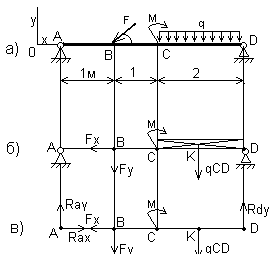 y F M q
а) 0 x A B C D
1м 1 2
M
б) A Fx B C K D
Fy qCD
Ray M Rdy
в) A Rax Fx B C K D
Fy qCD